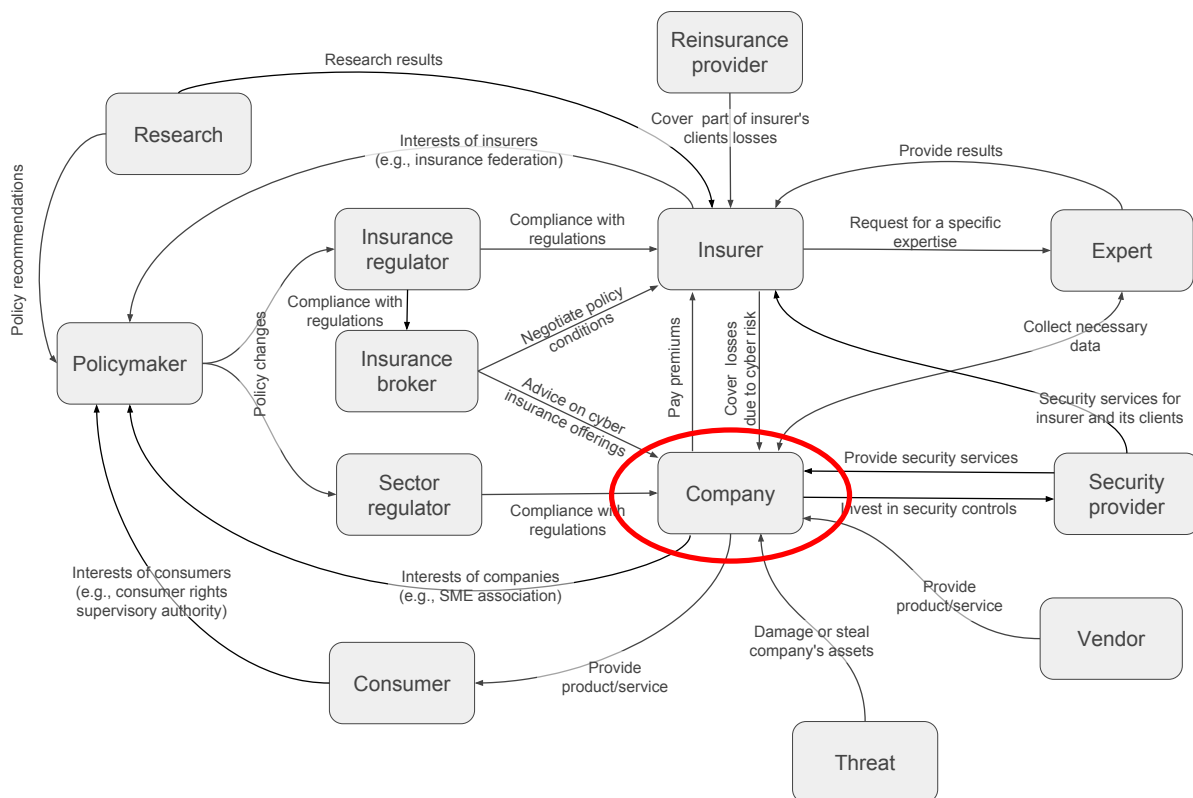 Research results
Reinsurance
provider
Research
Cover part of insurer's
clients losses
Interests of insurers
(e.g., insurance federation)
Provide results
Policy recommendations
Insurance
regulator
Compliance with
regulations
Insurer
Request for a specific
expertise
Expert
Compliance with
regulations
Negotiate policy
conditions
Collect necessary
data
Policymaker
Policy changes
Insurance
broker
Advice on cyber
insurance offerings
Pay premiums
Cover losses
due to cyber risk
Security services for
insurer and its clients
Provide security services
Sector
regulator
Company
Security
provider
Compliance with
regulations
Invest in security controls
Interests of consumers
(e.g., consumer rights
supervisory authority)
Interests of companies
(e.g., SME association)
Provide
product/service
Damage or steal
company's assets
Vendor
Consumer
Provide
product/service
Threat